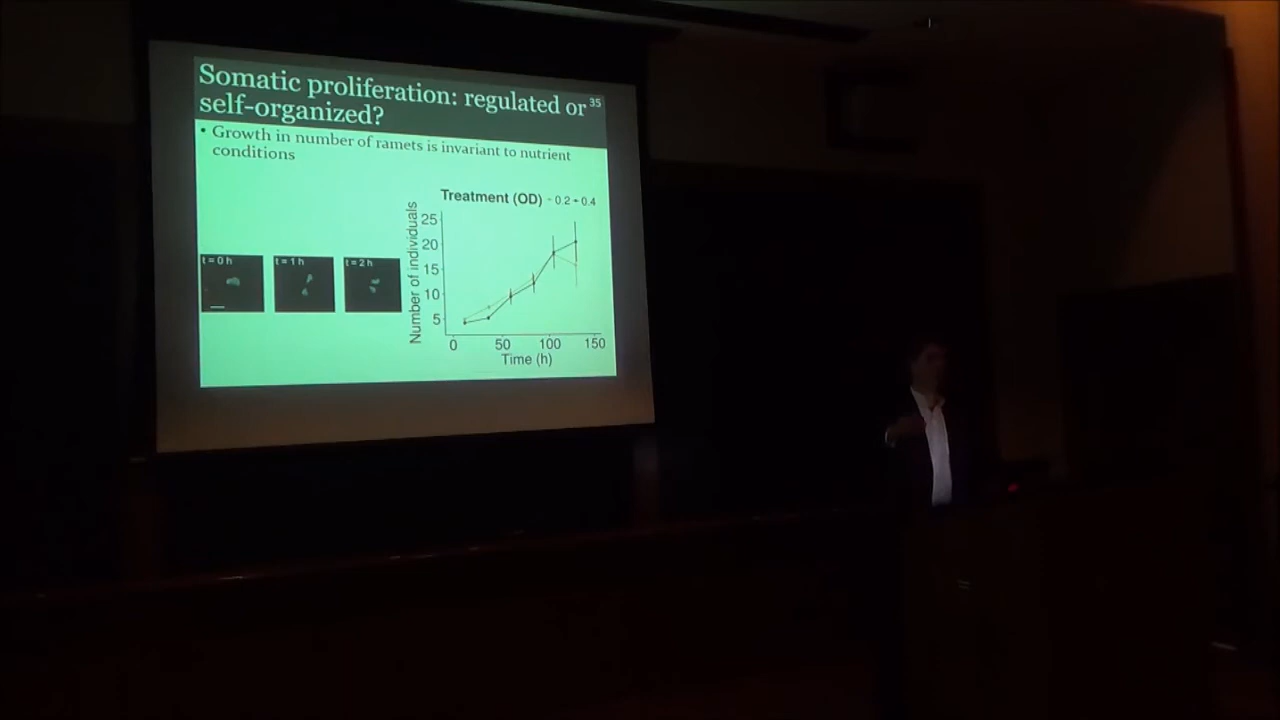 Somatic proliferation: regulated or
35
self-organized?
• Growth in number of ramets is invariant to nutrient
conditions
t = 0 h
t = 1 h
t = 2 h
Treatment (OD) - 0.2 - 0.4
Number of individuals
25
20
15
10
5
0 50 100 150
Time (h)